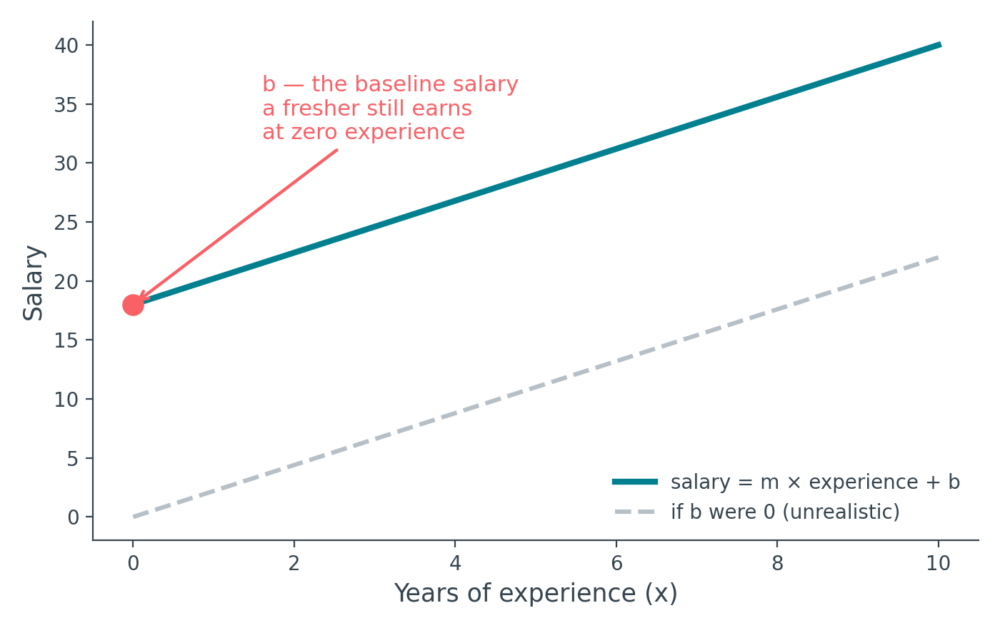 40
35
30
25
20
15
10
5
0
Salary
b — the baseline salary
a fresher still earns
at zero experience
salary = m × experience + b
if b were 0 (unrealistic)
0 2 4 6 8 10
Years of experience (x)